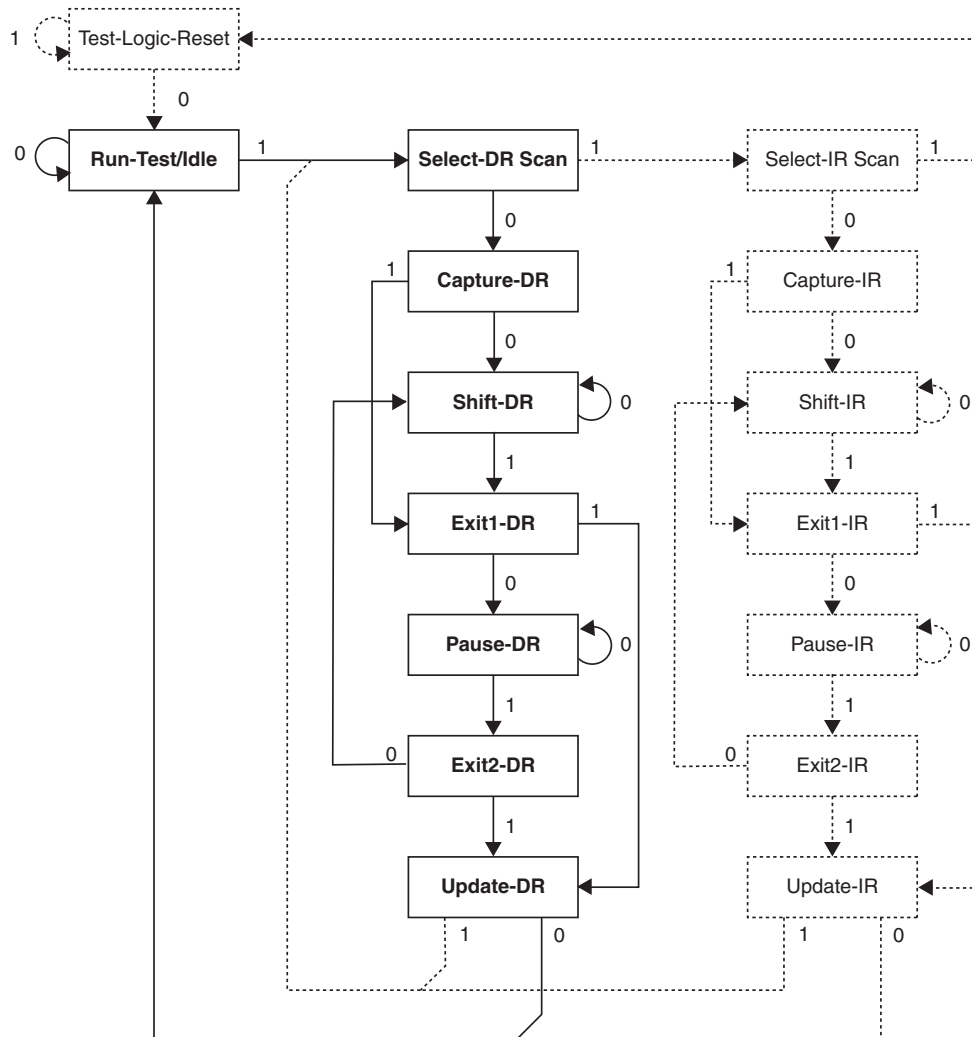 Test-Logic-Reset
1
0
0
Run-Test/Idle
1
Select-DR Scan
1
Select-IR Scan
1
0
0
1
Capture-DR
1
Capture-IR
0
0
Shift-DR
0
Shift-IR
0
1
1
Exit1-DR
1
Exit1-IR
1
0
0
Pause-DR
0
Pause-IR
0
1
1
0
Exit2-DR
0
Exit2-IR
1
1
Update-DR
Update-IR
1
0
1
0